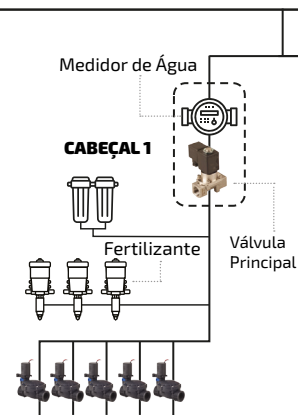 Medidor de Água
CABEÇAL 1
Fertilizante
Válvula
Principal